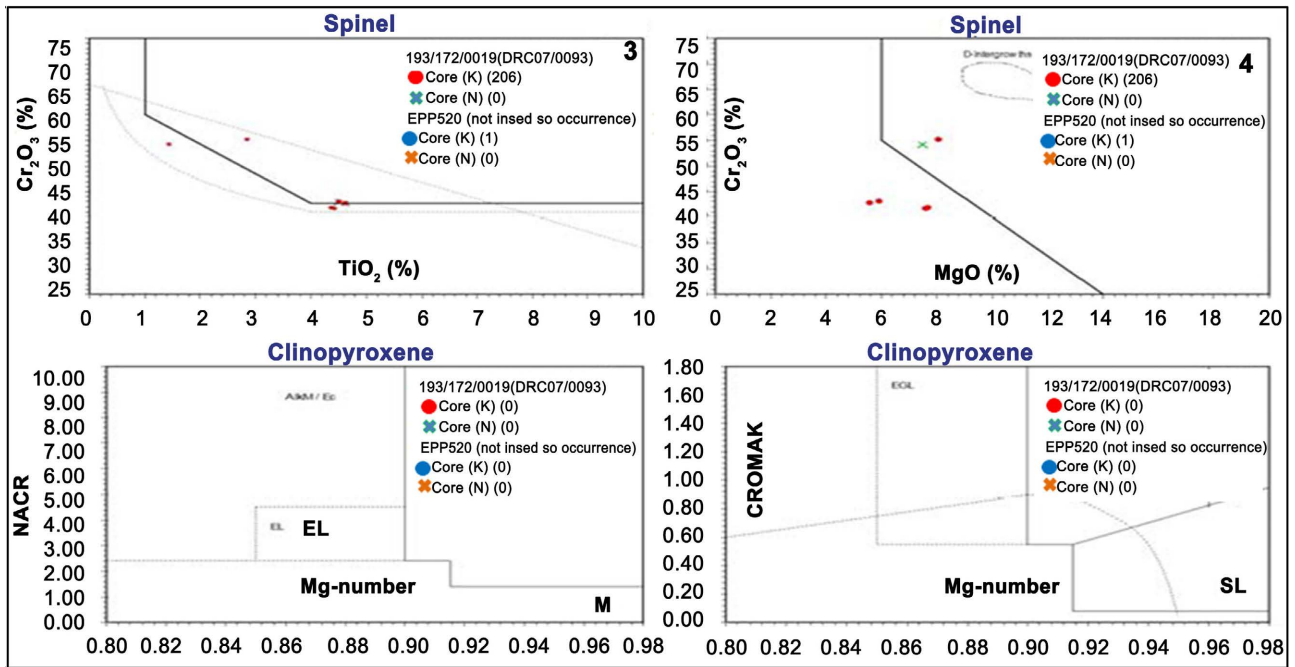 Spinel
3
193/172/0019(DRC07/0093)
Core (K) (206)
Core (N) (0)
EPP520 (not insed so occurrence)
Core (K) (1)
Core (N) (0)
Cr2O3 (%)
75
70
65
60
55
50
45
40
35
30
25
TiO2 (%)
0 1 2 3 4 5 6 7 8 9 10
Spinel
4
D-Intergrowths
193/172/0019(DRC07/0093)
Core (K) (206)
Core (N) (0)
EPP520 (not insed so occurrence)
Core (K) (1)
Core (N) (0)
Cr2O3 (%)
75
70
65
60
55
50
45
40
35
30
25
MgO (%)
0 2 4 6 8 10 12 14 16 18 20
Clinopyroxene
193/172/0019(DRC07/0093)
Core (K) (0)
Core (N) (0)
EPP520 (not insed so occurrence)
Core (K) (0)
Core (N) (0)
NACR
10.00
9.00
8.00
7.00
6.00
5.00
4.00
3.00
2.00
1.00
0.00
EL EL
Mg-number
M
0.80 0.82 0.84 0.86 0.88 0.90 0.92 0.94 0.96 0.98
Clinopyroxene
EGL
193/172/0019(DRC07/0093)
Core (K) (0)
Core (N) (0)
EPP520 (not insed so occurrence)
Core (K) (0)
Core (N) (0)
CROMAK
1.80
1.60
1.40
1.20
1.00
0.80
0.60
0.40
0.20
0.00
Mg-number
SL
0.80 0.82 0.84 0.86 0.88 0.90 0.92 0.94 0.96 0.98